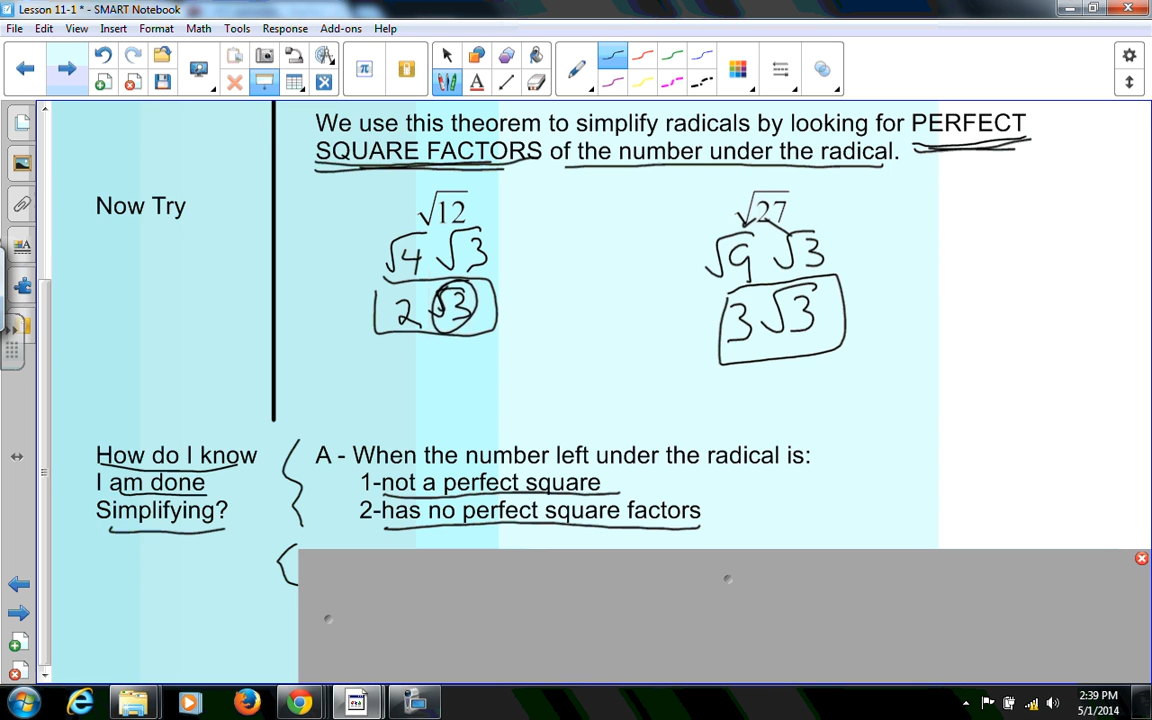 Lesson 11-1 * - SMART Notebook
File Edit View Insert Format Math Tools Response Add-ons Help
We use this theorem to simplify radicals by looking for PERFECT
SQUARE FACTORS of the number under the radical.
Now Try
√12 √27
√4 √3 √9 √3
2 √3 3 √3
How do I know
I am done
Simplifying?
A - When the number left under the radical is:
1-not a perfect square
2-has no perfect square factors
2:39 PM
5/1/2014